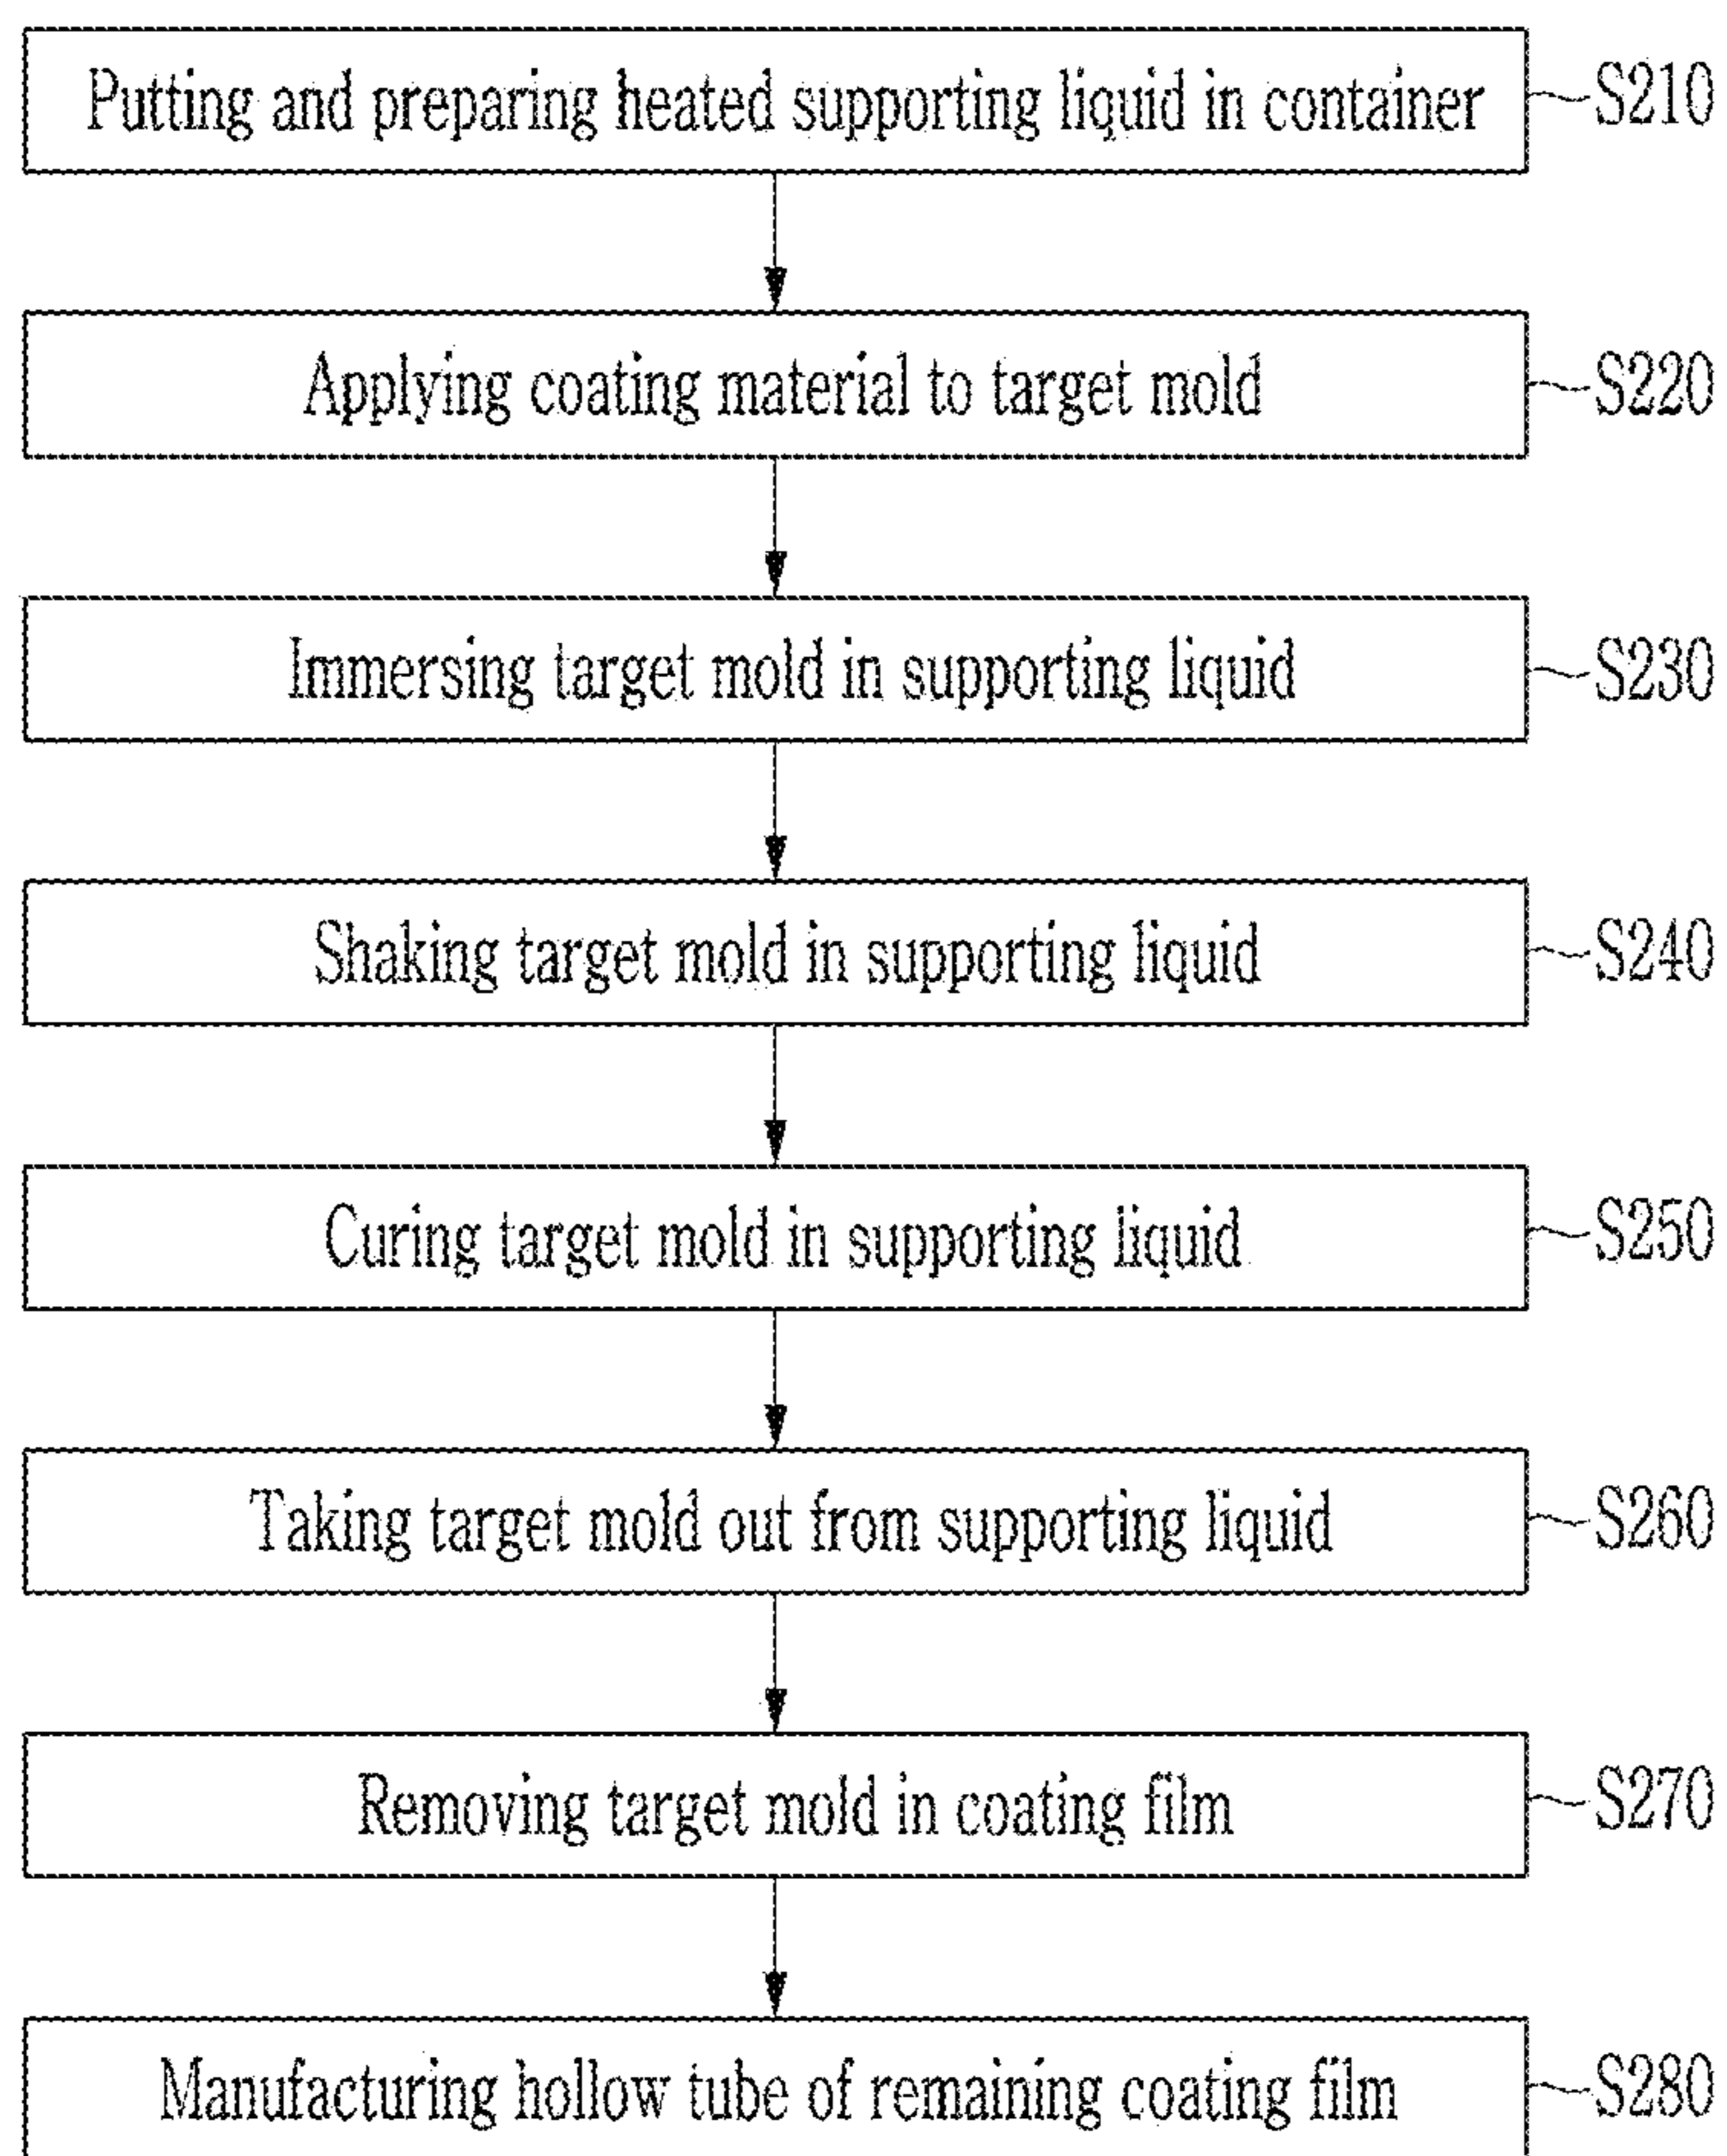 Putting and preparing heated supporting liquid in container S210
Applying coating material to target mold S220
Immersing target mold in supporting liquid S230
Shaking target mold in supporting liquid S240
Curing target mold in supporting liquid S250
Taking target mold out from supporting liquid S260
Removing target mold in coating film S270
Manufacturing hollow tube of remaining coating film S280